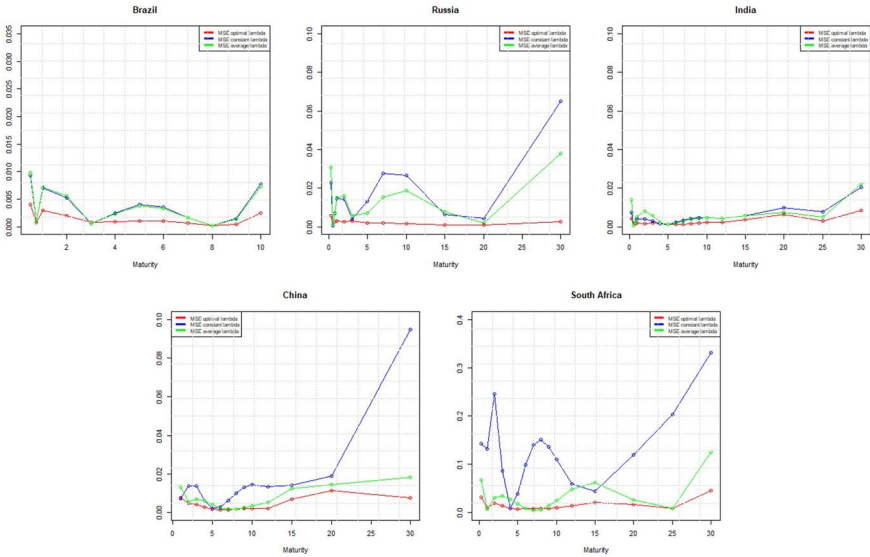 Brazil
MSE optimal lambda
MSE constant lambda
MSE average lambda
0.035
0.030
0.025
0.020
0.015
0.010
0.005
0.000
2 4 6 8 10
Maturity
Russia
MSE optimal lambda
MSE constant lambda
MSE average lambda
0.10
0.08
0.06
0.04
0.02
0.00
0 5 10 15 20 25 30
Maturity
India
MSE optimal lambda
MSE constant lambda
MSE average lambda
0.10
0.08
0.06
0.04
0.02
0.00
0 5 10 15 20 25 30
Maturity
China
MSE optimal lambda
MSE constant lambda
MSE average lambda
0.10
0.08
0.06
0.04
0.02
0.00
0 5 10 15 20 25 30
Maturity
South Africa
MSE optimal lambda
MSE constant lambda
MSE average lambda
0.4
0.3
0.2
0.1
0.0
0 5 10 15 20 25 30
Maturity